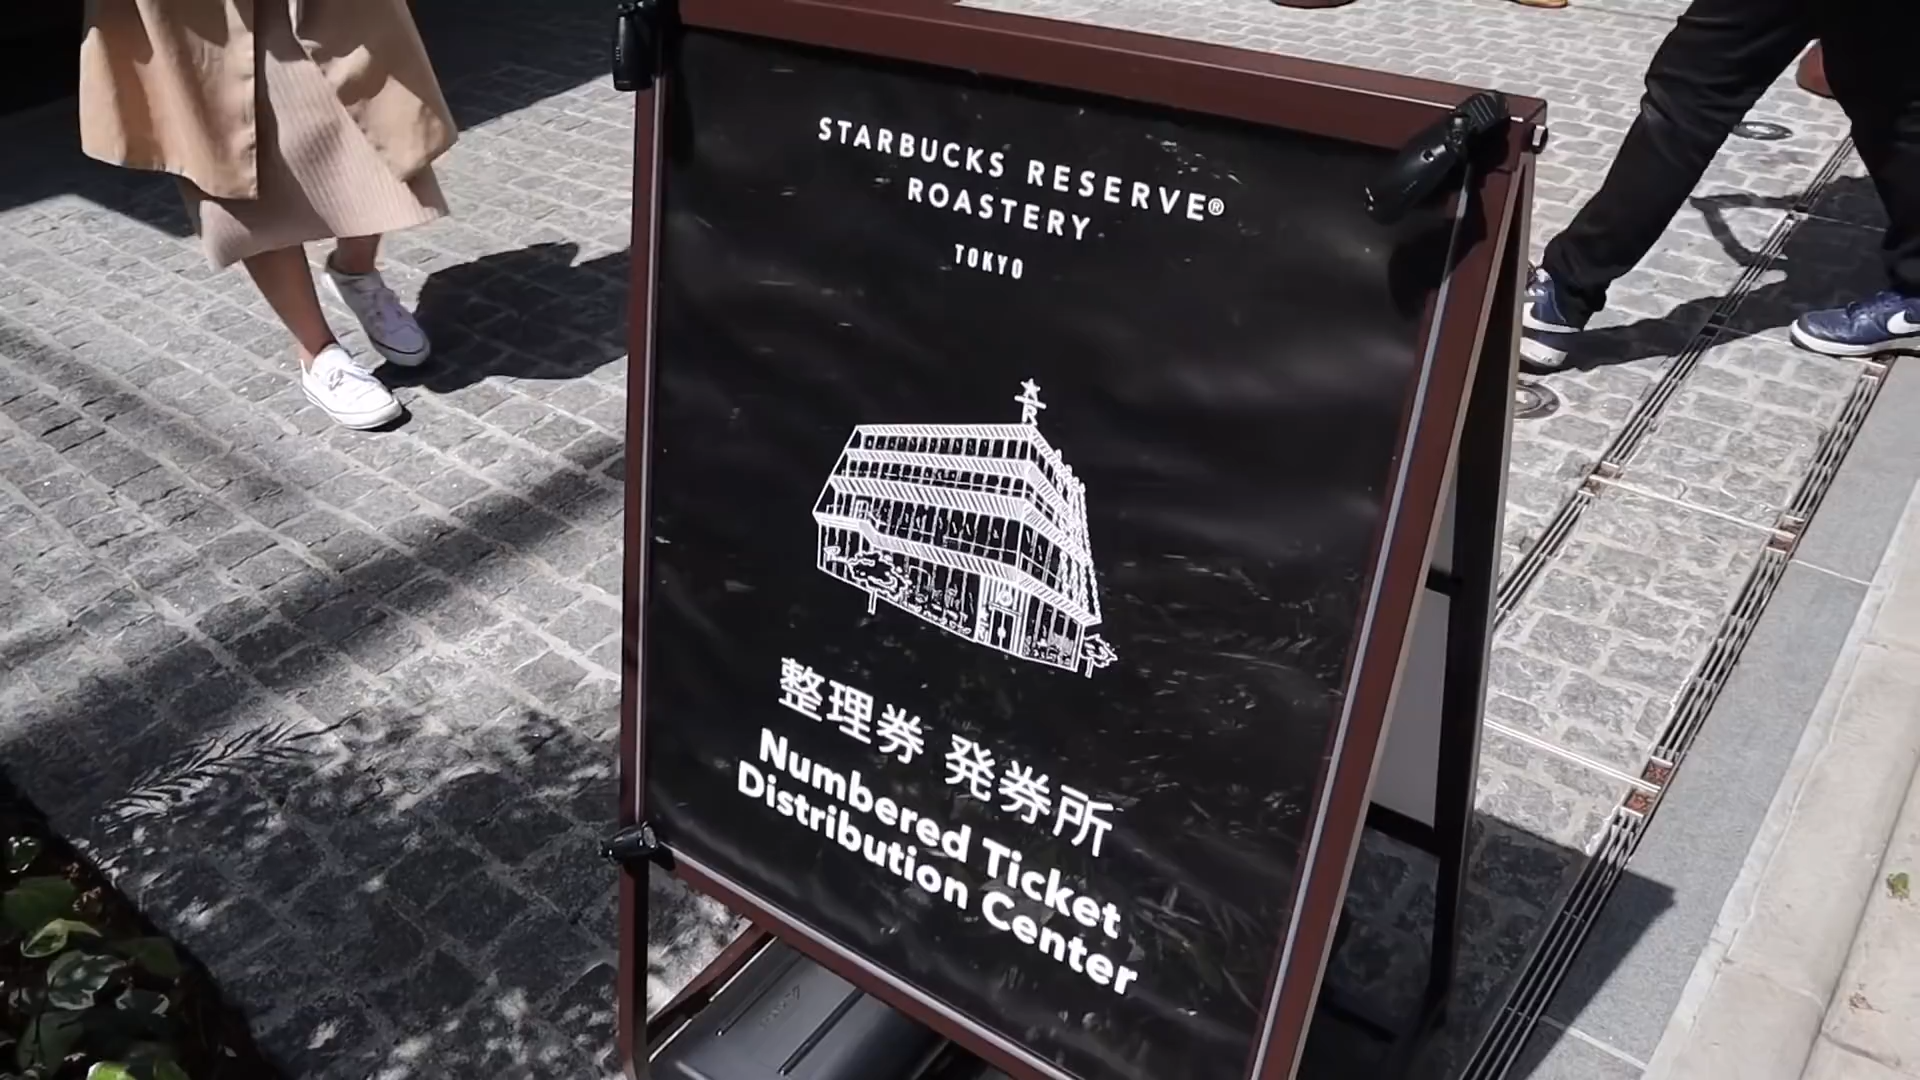 STARBUCKS RESERVE®
ROASTERY
TOKYO
R
整理券 発券所
Numbered Ticket
Distribution Center